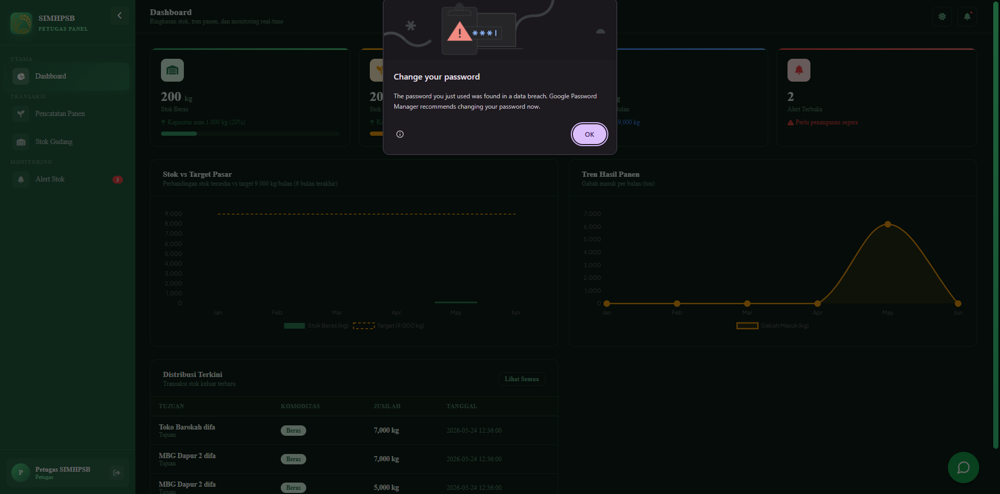 SIMHPSB
PETUGAS PANEL
UTAMA
Dashboard
TRANSAKSI
Pencatatan Panen
Stok Gudang
MONITORING
Alert Stok
2
P
Petugas SIMHPSB
Petugas
Dashboard
Ringkasan stok, tren panen, dan monitoring real-time
***|
Change your password
The password you just used was found in a data breach. Google Password
Manager recommends changing your password now.
OK
200 kg
Stok Beras
Kapasitas max 1.000 kg (20%)
20
Stok
9,000 kg
2
Alert Terbuka
Perlu penanganan segera
Stok vs Target Pasar
Perbandingan stok tersedia vs target 9.000 kg/bulan (6 bulan terakhir)
9,000
8,000
7,000
6,000
5,000
4,000
3,000
2,000
1,000
0
Jan Feb Mar Apr May Jun
Stok Beras (kg) Target (9,000 kg)
Tren Hasil Panen
Gabah masuk per bulan (ton)
7,000
6,000
5,000
4,000
3,000
2,000
1,000
0
Jan Feb Mar Apr May Jun
Gabah Masuk (kg)
Distribusi Terkini
Transaksi stok keluar terbaru
Lihat Semua
TUJUAN KOMODITAS JUMLAH TANGGAL
Toko Barokah difa
Tujuan
Beras 7,000 kg 2026-05-24 12:36:00
MBG Dapur 2 difa
Tujuan
Beras 7,000 kg 2026-05-24 12:36:00
MBG Dapur 2 difa
Tujuan
Beras 5,000 kg 2026-05-24 12:36:00